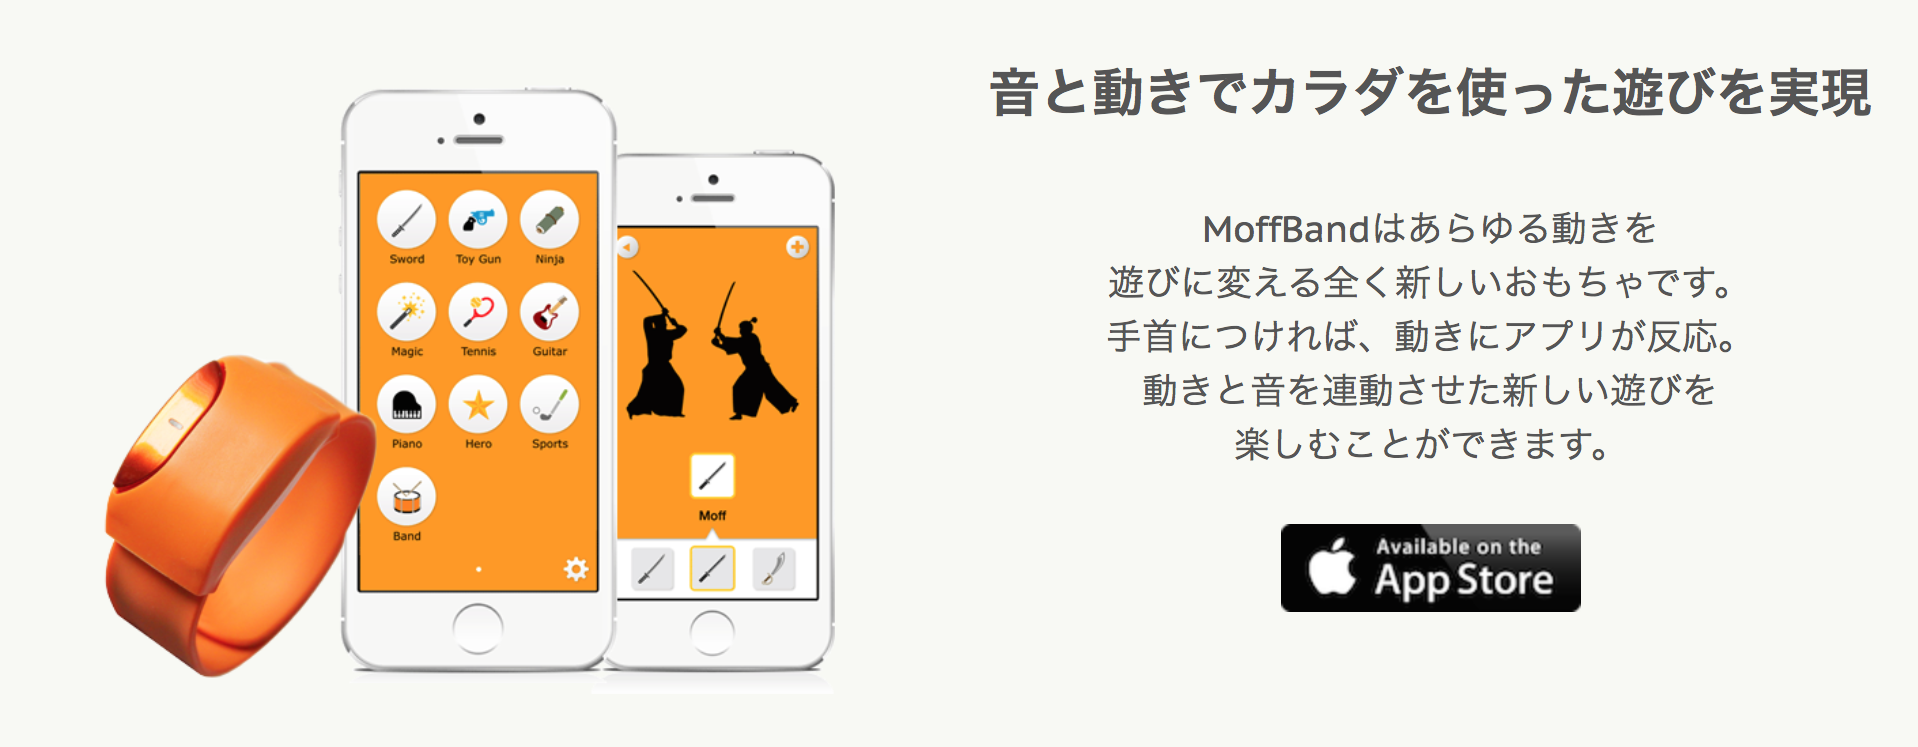 音と動きでカラダを使った遊びを実現
MoffBandはあらゆる動きを
遊びに変える全く新しいおもちゃです。
手首につければ、動きにアプリが反応。
動きと音を連動させた新しい遊びを
楽しむことができます。
Available on the
App Store
Sword Toy Gun Ninja
Magic Tennis Guitar
Piano Hero Sports
Band
Moff